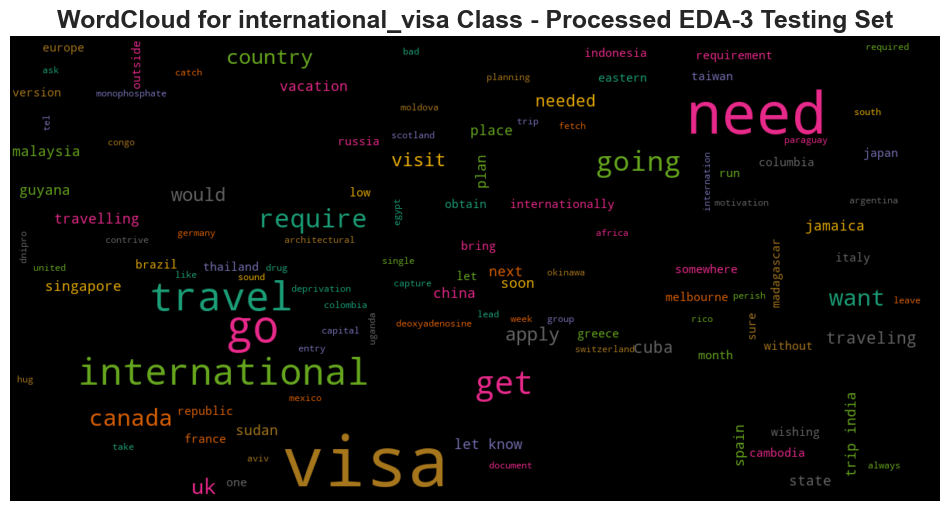 WordCloud for international_visa Class - Processed EDA-3 Testing Set
europe
outside
country
bad
indonesia
requirement
required
ask
catch
vacation
planning
eastern
taiwan
version
monophosphate
moldova
needed
need
south
tel
congo
russia
scotland
place
trip
fetch
paraguay
malaysia
visit
plan
going
internation
columbia
japan
run
guyana
would
low
obtain
internationally
motivation
argentina
travelling
require
egypt
jamaica
dnipro
contrive
germany
architectural
bring
africa
italy
united
brazil
like
thailand
drug
sound
single
capture
let
next
soon
okinawa
somewhere
madagascar
singapore
travel
deprivation
colombia
china
melbourne
perish
want
leave
go
capital
uganda
deoxyadenosine
lead
week
group
apply
greece
switzerland
cuba
rico
sure
without
traveling
entry
month
international
hug
get
mexico
canada
republic
france
sudan
take
aviv
visa
let know
document
spain
wishing
cambodia
trip india
always
uk
one
state